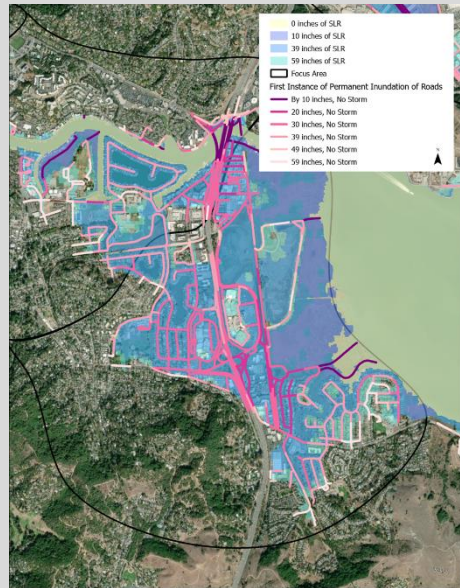 0 inches of SLR
10 inches of SLR
39 inches of SLR
59 inches of SLR
Focus Area
First Instance of Permanent Inundation of Roads
By 10 inches, No Storm
20 inches, No Storm
30 inches, No Storm
39 inches, No Storm
49 inches, No Storm
59 inches, No Storm